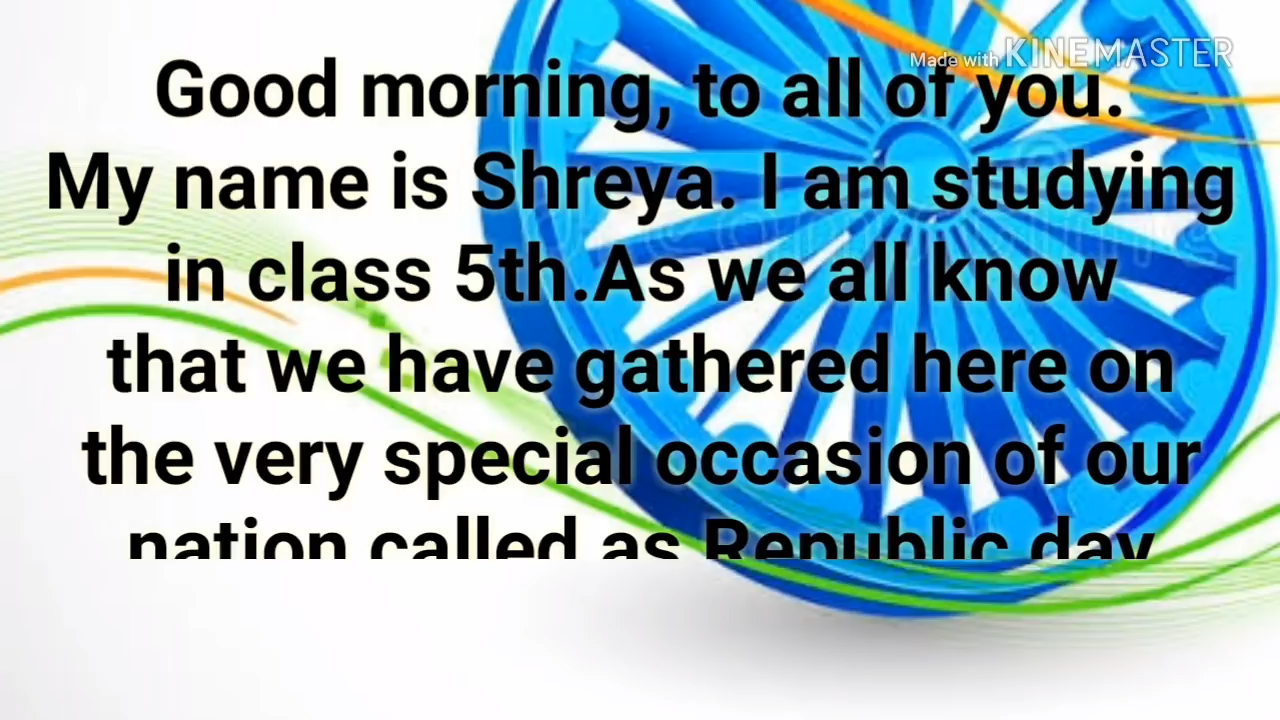 Made with KINEMASTER
Good morning, to all of you.
My name is Shreya. I am studying
in class 5th.As we all know
that we have gathered here on
the very special occasion of our
nation called as Republic day